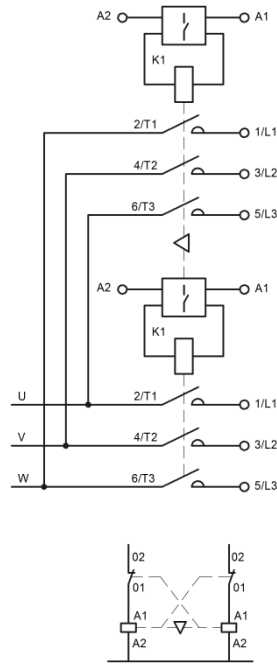 A2 A1
K1
2/T1 1/L1
4/T2 3/L2
6/T3 5/L3
A2 A1
K1
U 2/T1 1/L1
V 4/T2 3/L2
W 6/T3 5/L3
02 02
01 01
A1 A1
A2 A2